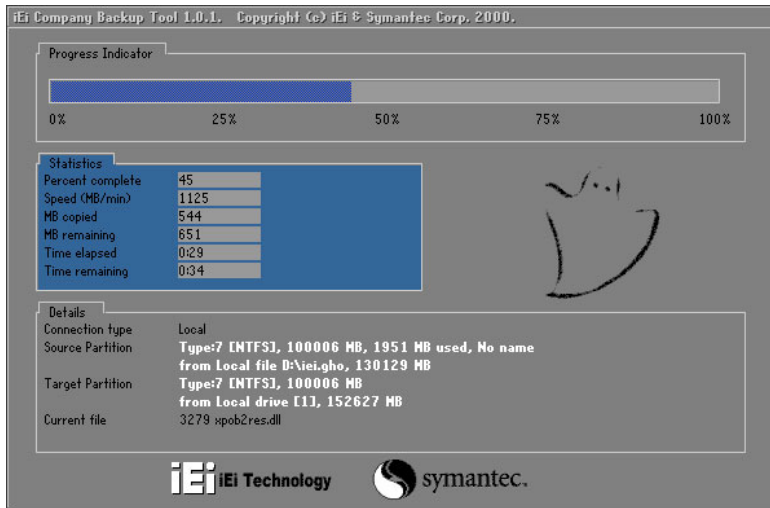 iEi Company Backup Tool 1.0.1. Copyright (c) iEi & Symantec Corp. 2000.
Progress Indicator
0% 25% 50% 75% 100%
Statistics
Percent complete 45
Speed (MB/min) 1125
MB copied 544
MB remaining 651
Time elapsed 0:29
Time remaining 0:34
Details
Connection type Local
Source Partition Type:7 [NTFS], 100006 MB, 1951 MB used, No name
from Local file D:\iei.gho, 130129 MB
Target Partition Type:7 [NTFS], 100006 MB
from Local drive [1], 152627 MB
Current file 3279 xpob2res.dll
iEi iEi Technology symantec.